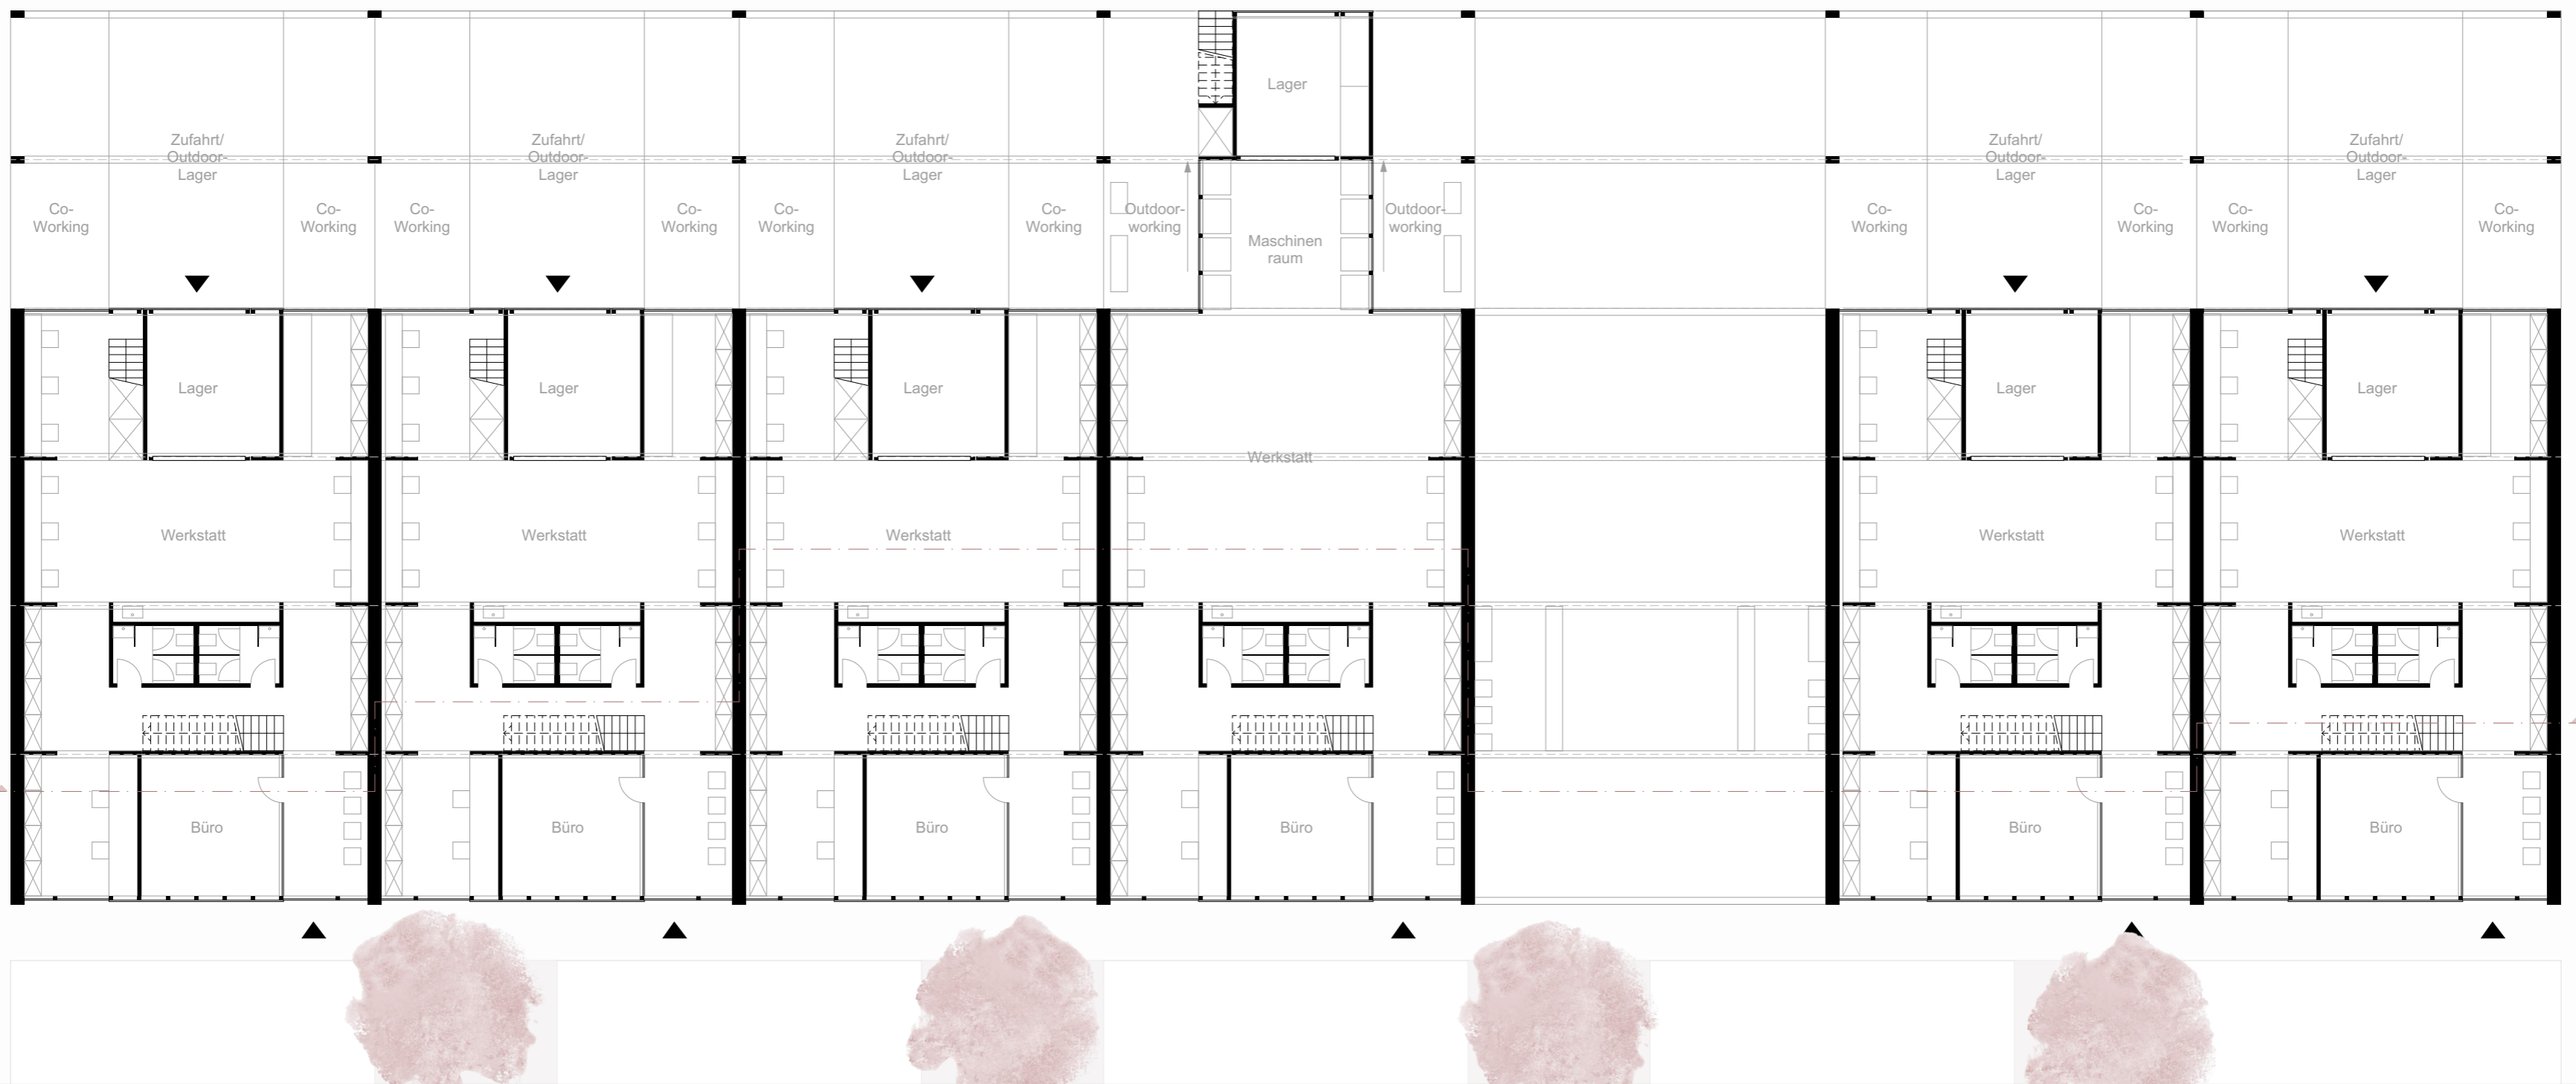 Lager
Zufahrt/
Outdoor-
Lager
Zufahrt/
Outdoor-
Lager
Zufahrt/
Outdoor-
Lager
Zufahrt/
Outdoor-
Lager
Zufahrt/
Outdoor-
Lager
Co-
Working
Co-
Working
Co-
Working
Co-
Working
Co-
Working
Co-
Working
Outdoor-
working
Maschinen
raum
Outdoor-
working
Co-
Working
Co-
Working
Co-
Working
Co-
Working
Lager
Lager
Lager
Lager
Lager
Werkstatt
Werkstatt
Werkstatt
Werkstatt
Werkstatt
Werkstatt
Büro
Büro
Büro
Büro
Büro
Büro